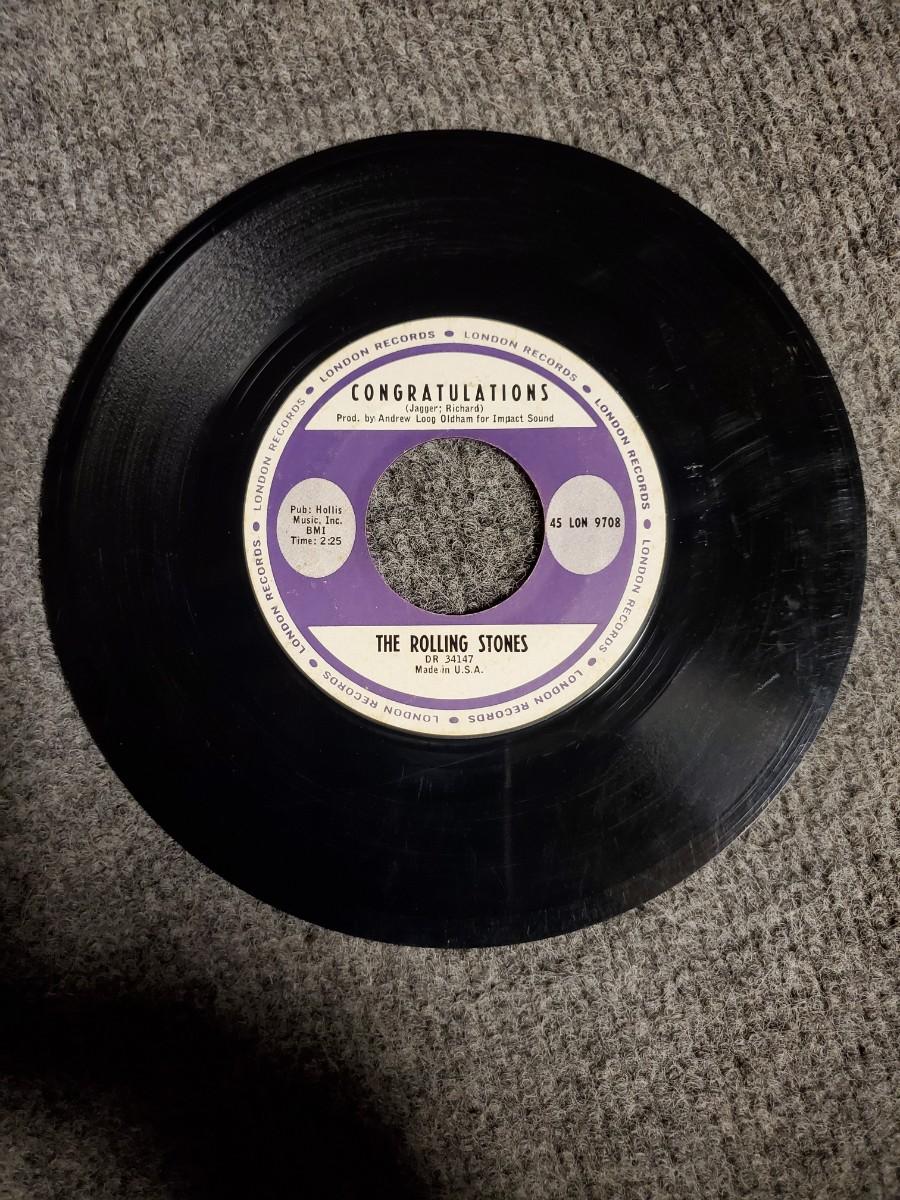 LONDON RECORDS ● LONDON RECORDS ● LONDON RECORDS ● LONDON RECORDS ● LONDON RECORDS ● LONDON RECORDS ● LONDON RECORDS ● LONDON RECORDS ●
CONGRATULATIONS
(Jagger; Richard)
Prod. by: Andrew Loog Oldham for Impact Sound
Pub: Hollis
Music, Inc.
BMI
Time: 2:25
45 LON 9708
THE ROLLING STONES
DR 34147
Made in U.S.A.